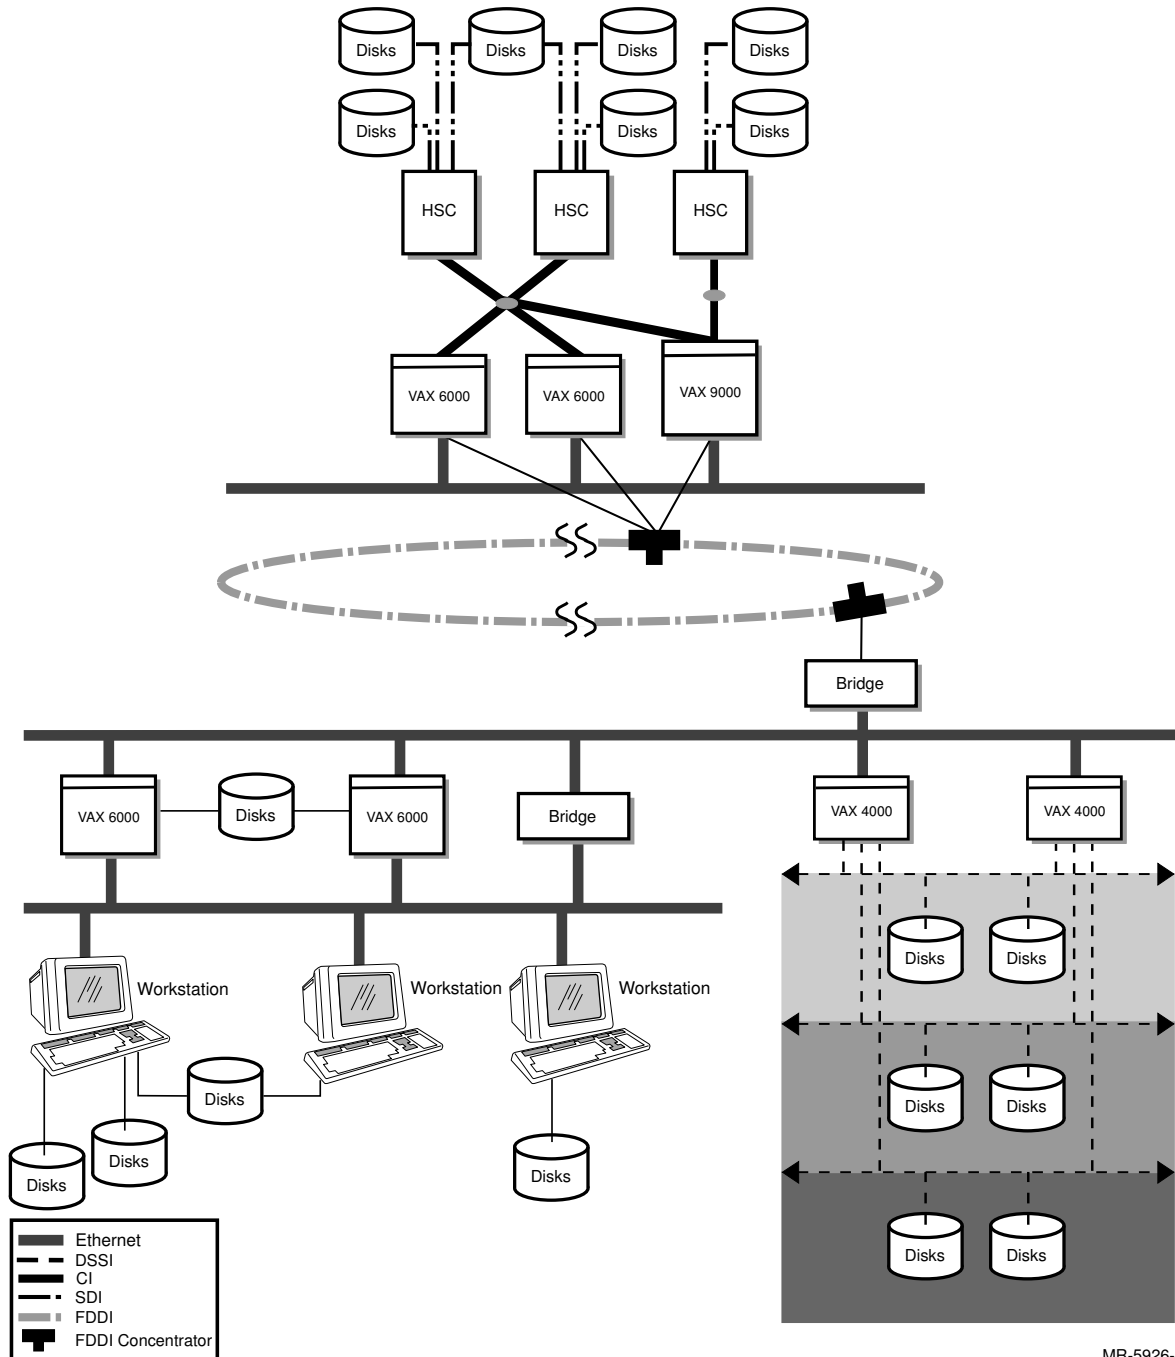 Disks Disks Disks Disks
Disks Disks Disks
HSC HSC HSC
VAX 6000 VAX 6000 VAX 9000
Bridge
VAX 6000 Disks VAX 6000 Bridge VAX 4000 VAX 4000
Disks Disks
Workstation Workstation Workstation
Disks Disks Disks
Disks Disks Disks
Disks Disks
Ethernet
DSSI
CI
SDI
FDDI
FDDI Concentrator
MR-5926-